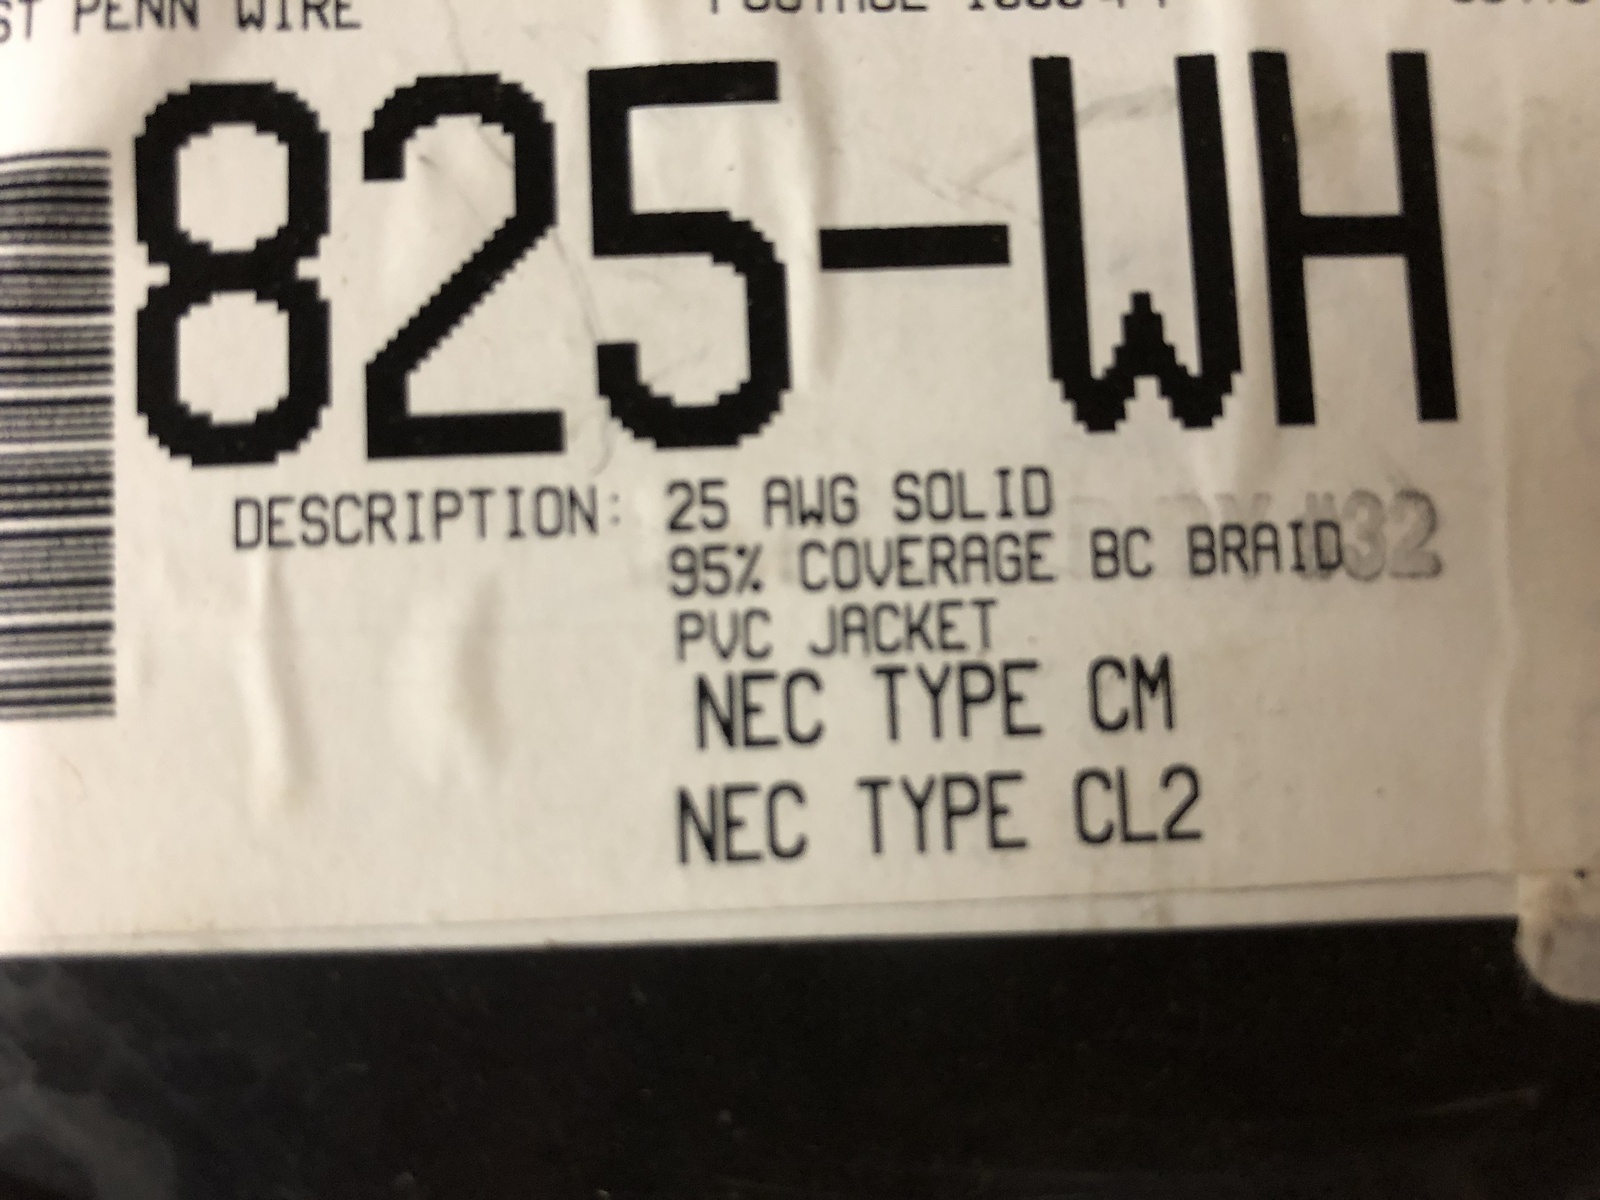 PENN WIRE
825-WH
DESCRIPTION: 25 AWG SOLID
95% COVERAGE BC BRAID
#32
PVC JACKET
NEC TYPE CM
NEC TYPE CL2